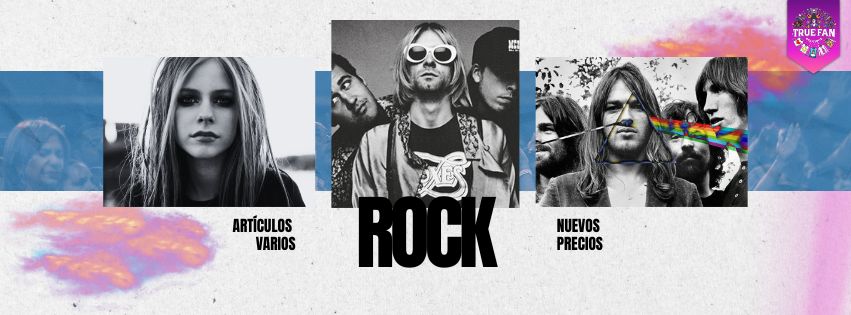 TRUE FAN
ARTÍCULOS
VARIOS
ROCK
NUEVOS
PRECIOS